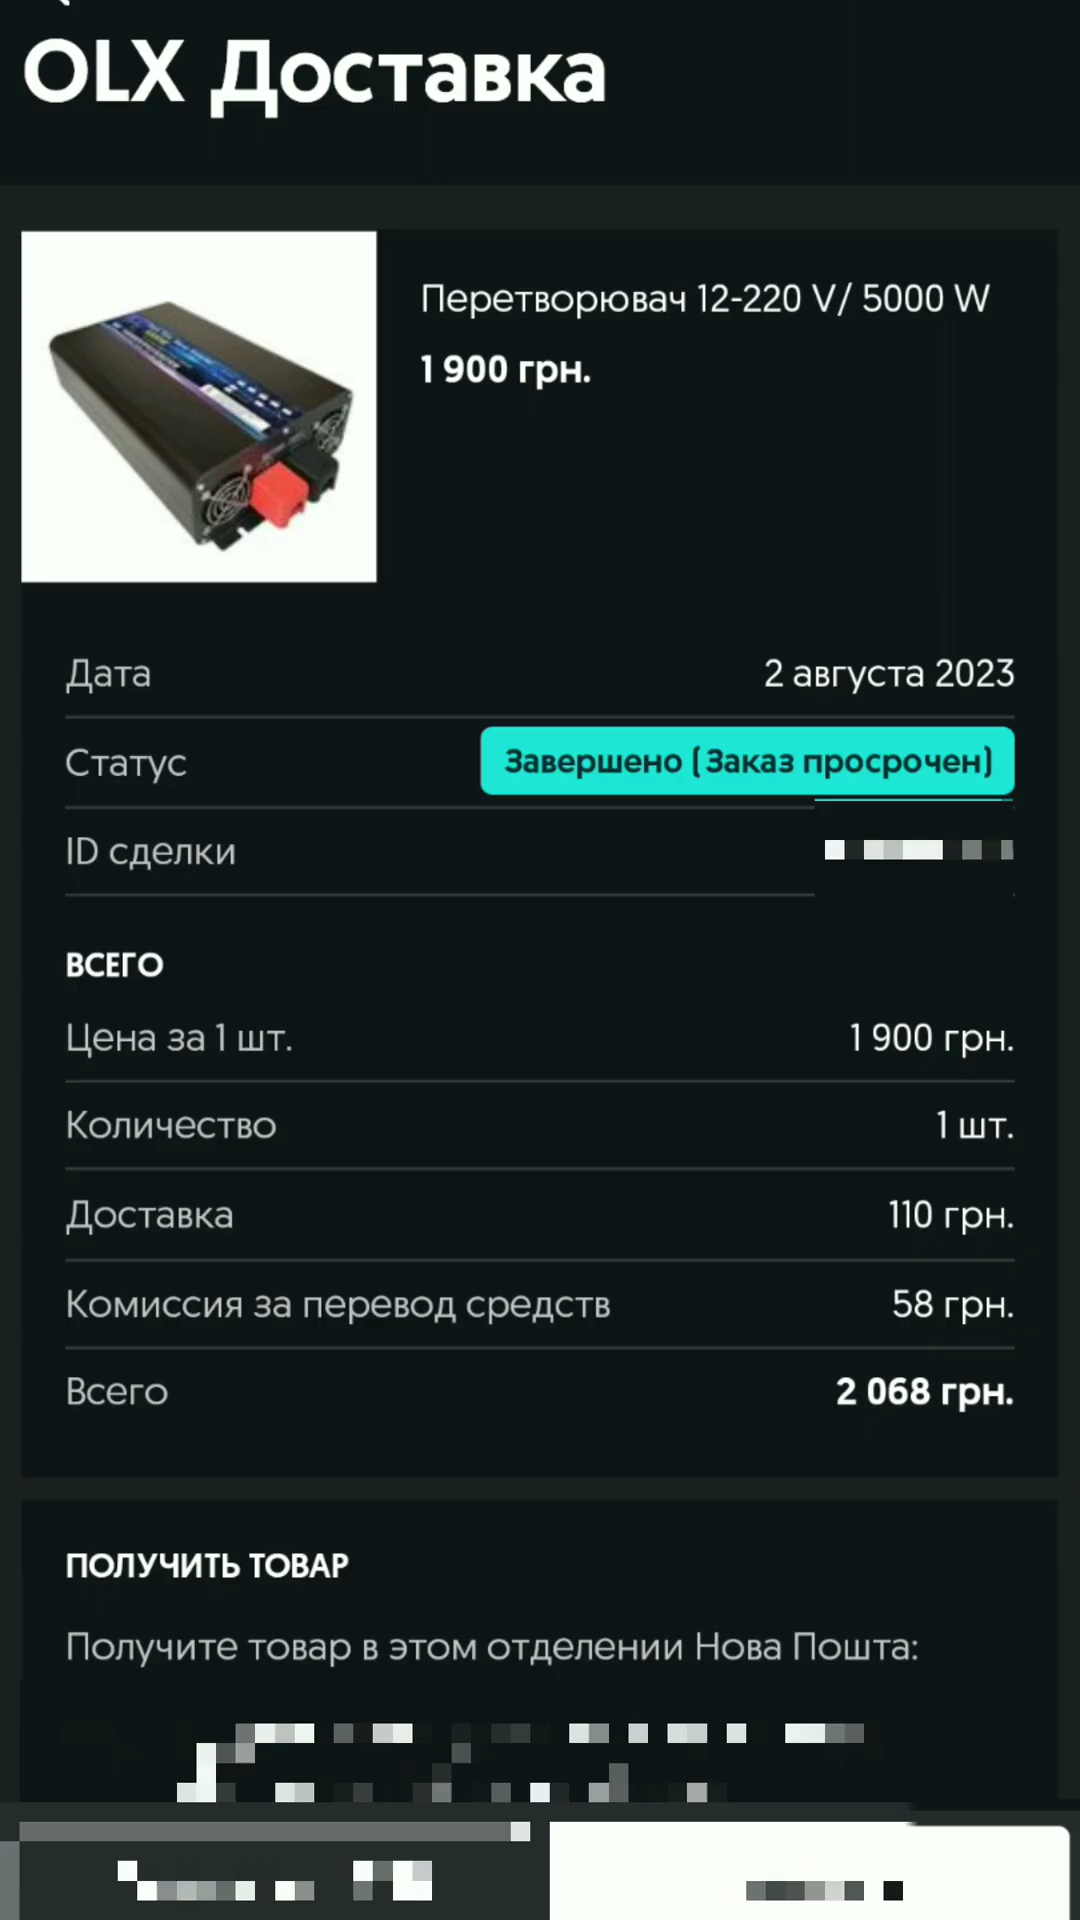 OLX Доставка
Перетворювач 12-220 V/ 5000 W
1 900 грн.
Дата 2 августа 2023
Статус Завершено (Заказ просрочен)
ID сделки
ВСЕГО
Цена за 1 шт. 1 900 грн.
Количество 1 шт.
Доставка 110 грн.
Комиссия за перевод средств 58 грн.
Всего 2 068 грн.
ПОЛУЧИТЬ ТОВАР
Получите товар в этом отделении Нова Пошта: